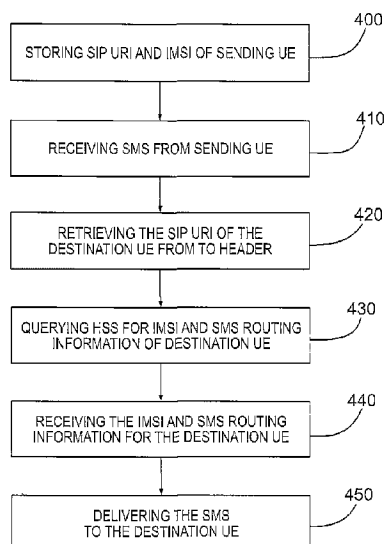 400
STORING SIP URI AND IMSI OF SENDING UE
410
RECEIVING SMS FROM SENDING UE
420
RETRIEVING THE SIP URI OF THE
DESTINATION UE FROM TO HEADER
430
QUERYING HSS FOR IMSI AND SMS ROUTING
INFORMATION OF DESTINATION UE
440
RECEIVING THE IMSI AND SMS ROUTING
INFORMATION FOR THE DESTINATION UE
450
DELIVERING THE SMS
TO THE DESTINATION UE